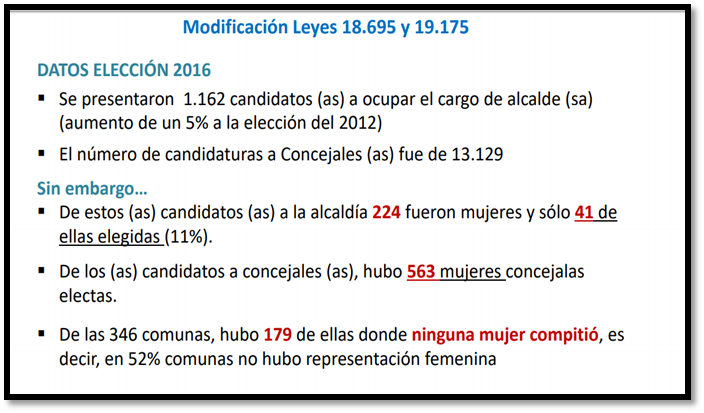 Modificación Leyes 18.695 y 19.175
DATOS ELECCIÓN 2016
▪ Se presentaron 1.162 candidatos (as) a ocupar el cargo de alcalde (sa)
(aumento de un 5% a la elección del 2012)
▪ El número de candidaturas a Concejales (as) fue de 13.129
Sin embargo...
▪ De estos (as) candidatos (as) a la alcaldía 224 fueron mujeres y sólo 41 de
ellas elegidas (11%).
▪ De los (as) candidatos a concejales (as), hubo 563 mujeres concejalas
electas.
▪ De las 346 comunas, hubo 179 de ellas donde ninguna mujer compitió, es
decir, en 52% comunas no hubo representación femenina